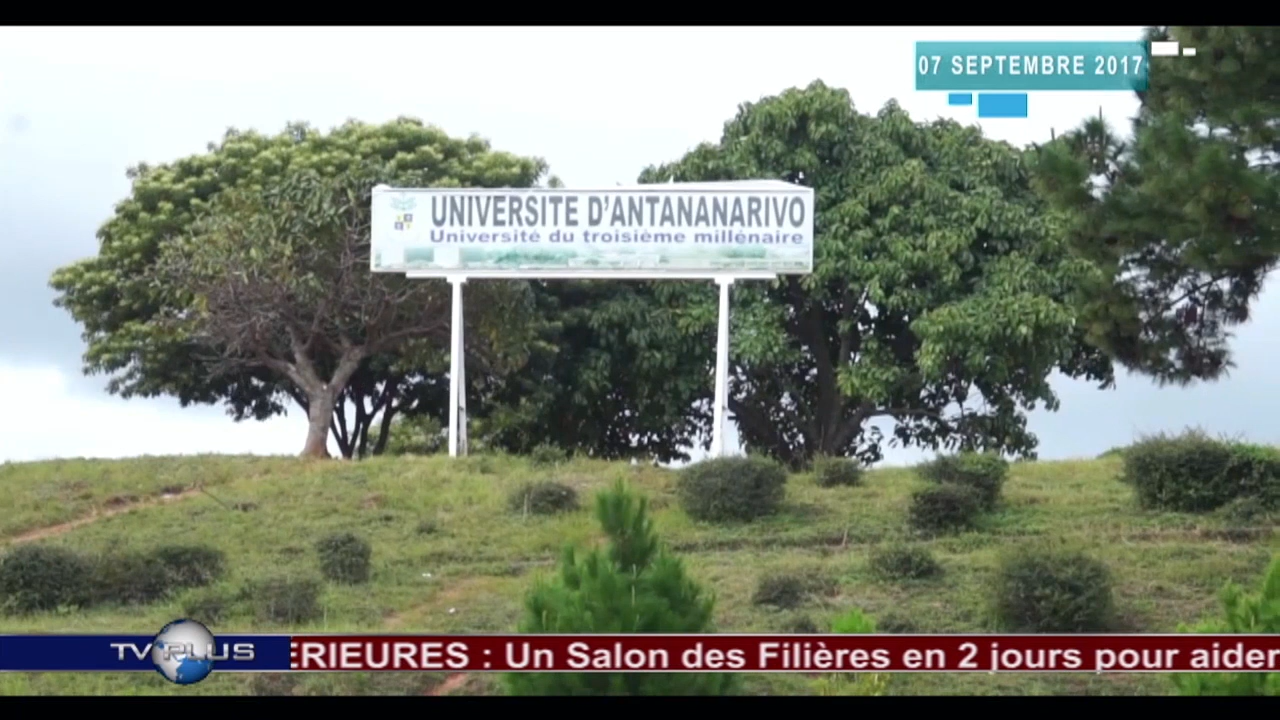 07 SEPTEMBRE 2017
UNIVERSITE D'ANTANANARIVO
Université du troisième millénaire
TV PLUS
ERIEURES : Un Salon des Filières en 2 jours pour aider